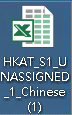 HKAT_S1_U
NASSIGNED
_1_Chinese
(1)